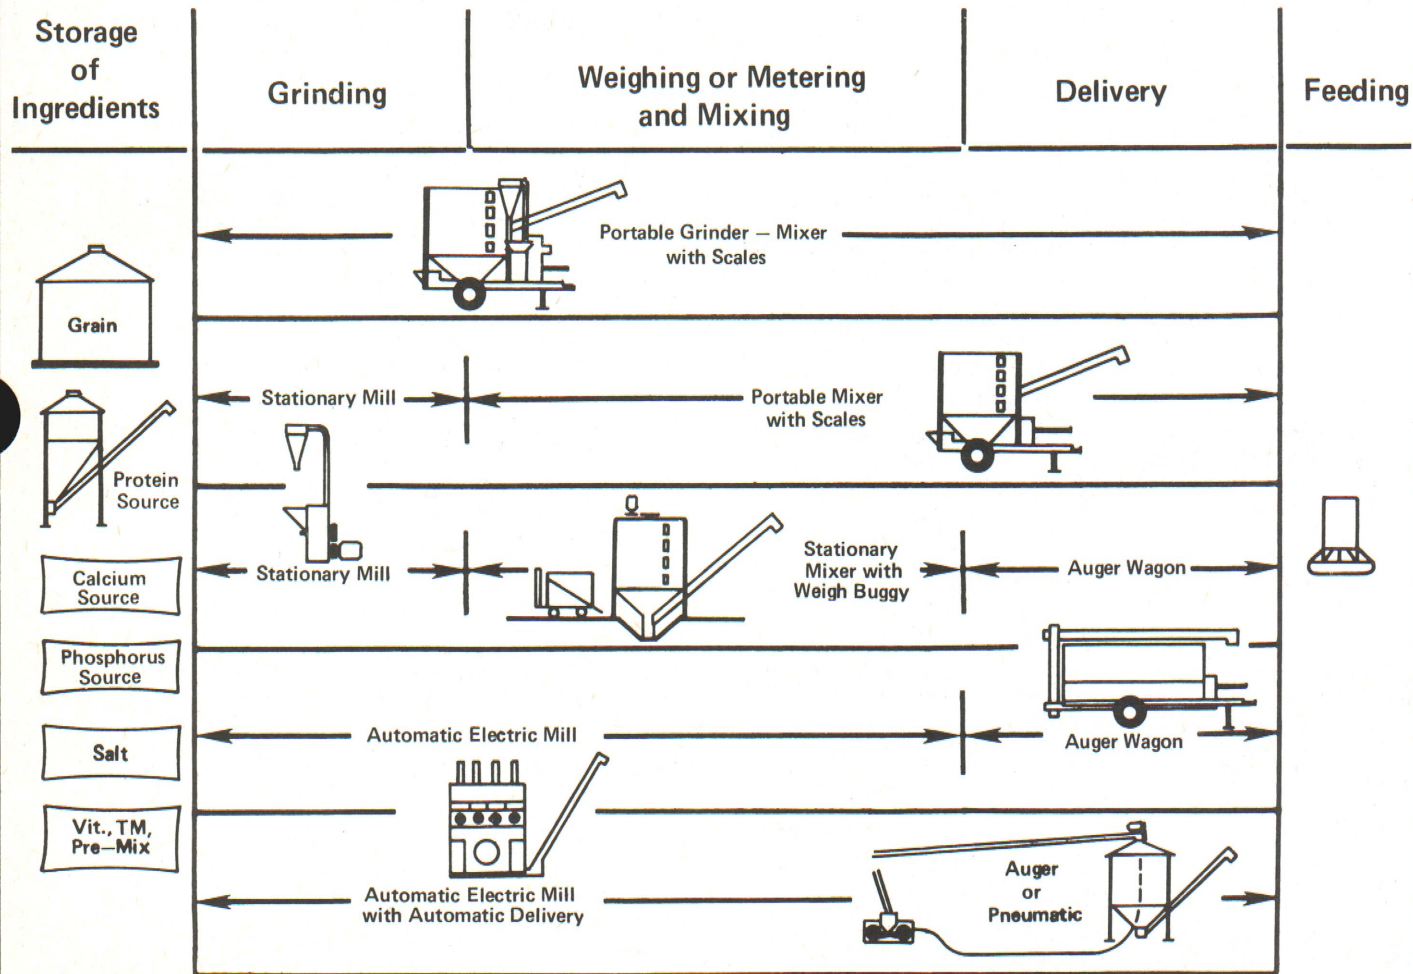 Storage
of
Ingredients
Grinding
Weighing or Metering
and Mixing
Delivery
Feeding
Portable Grinder — Mixer
with Scales
Grain
Stationary Mill
Portable Mixer
with Scales
Protein
Source
Stationary Mill
Stationary
Mixer with
Weigh Buggy
Auger Wagon
Calcium
Source
Phosphorus
Source
Automatic Electric Mill
Auger Wagon
Salt
Vit., TM,
Pre—Mix
Automatic Electric Mill
with Automatic Delivery
Auger
or
Pneumatic